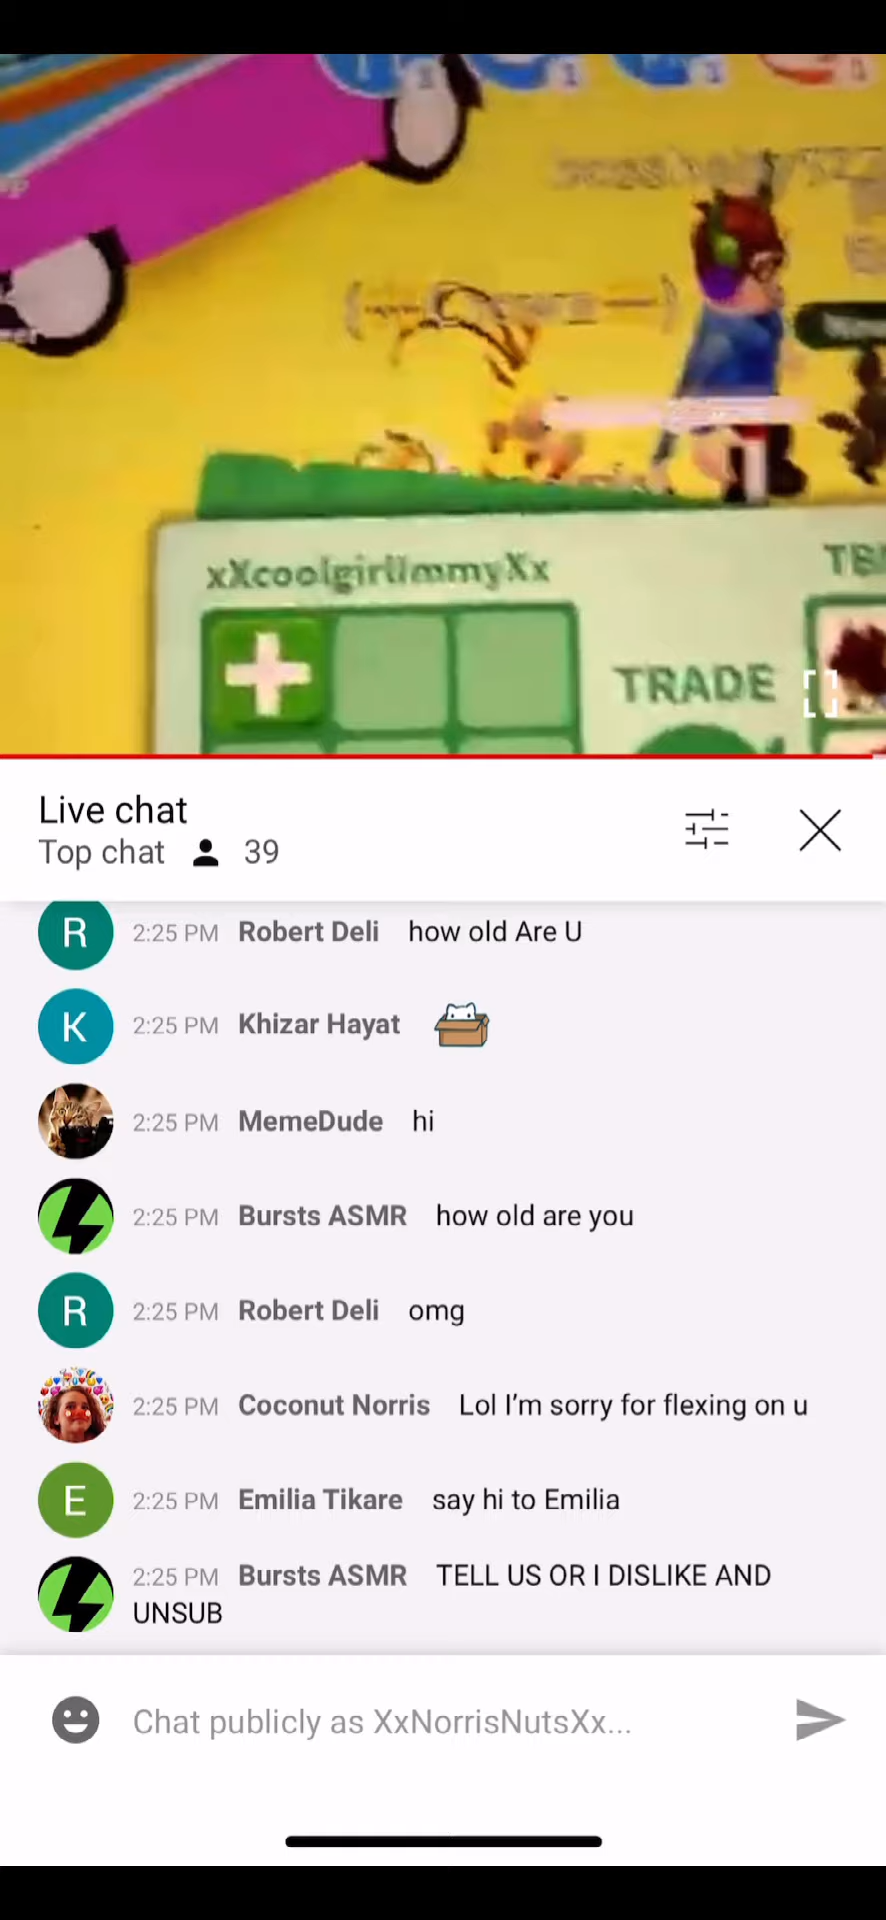 xXcoolgirlimmyXx
TRADE
Live chat
Top chat 39
2:25 PM Robert Deli how old Are U
2:25 PM Khizar Hayat
2:25 PM MemeDude hi
2:25 PM Bursts ASMR how old are you
2:25 PM Robert Deli omg
2:25 PM Coconut Norris Lol I’m sorry for flexing on u
2:25 PM Emilia Tikare say hi to Emilia
2:25 PM Bursts ASMR TELL US OR I DISLIKE AND
UNSUB
Chat publicly as XxNorrisNutsXx...